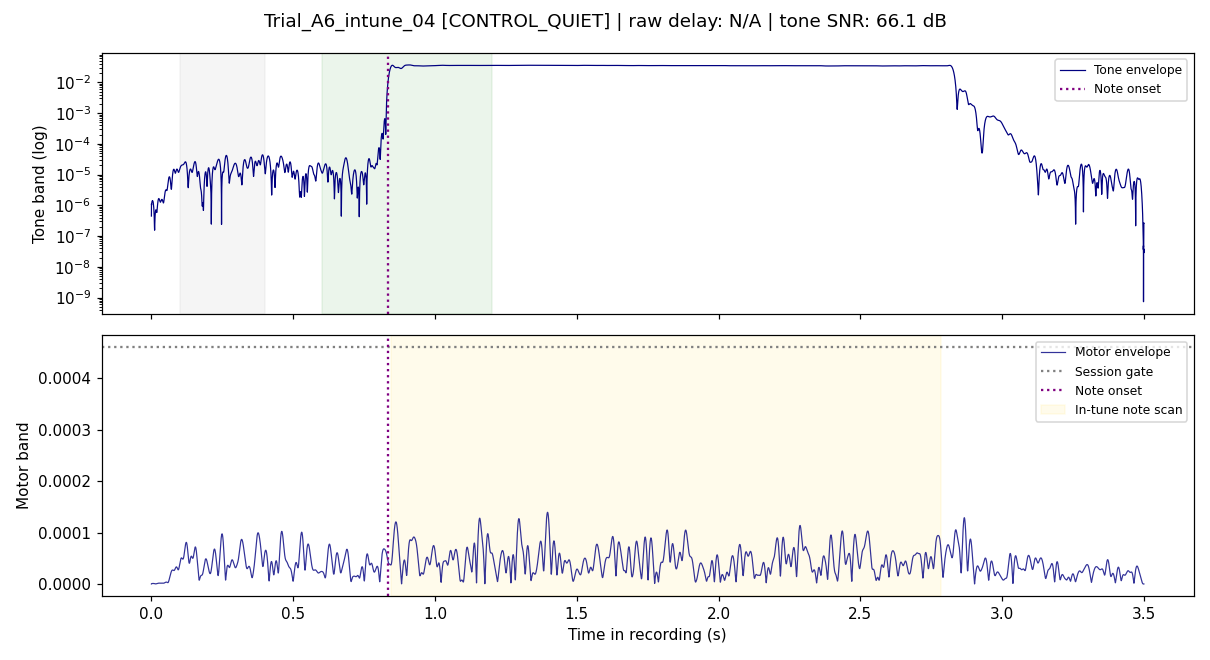 Trial_A6_intune_04 [CONTROL_QUIET] | raw delay: N/A | tone SNR: 66.1 dB
Tone band (log)
10⁻²
10⁻³
10⁻⁴
10⁻⁵
10⁻⁶
10⁻⁷
10⁻⁸
10⁻⁹
Tone envelope
Note onset
Motor band
0.0004
0.0003
0.0002
0.0001
0.0000
Motor envelope
Session gate
Note onset
In-tune note scan
0.0 0.5 1.0 1.5 2.0 2.5 3.0 3.5
Time in recording (s)